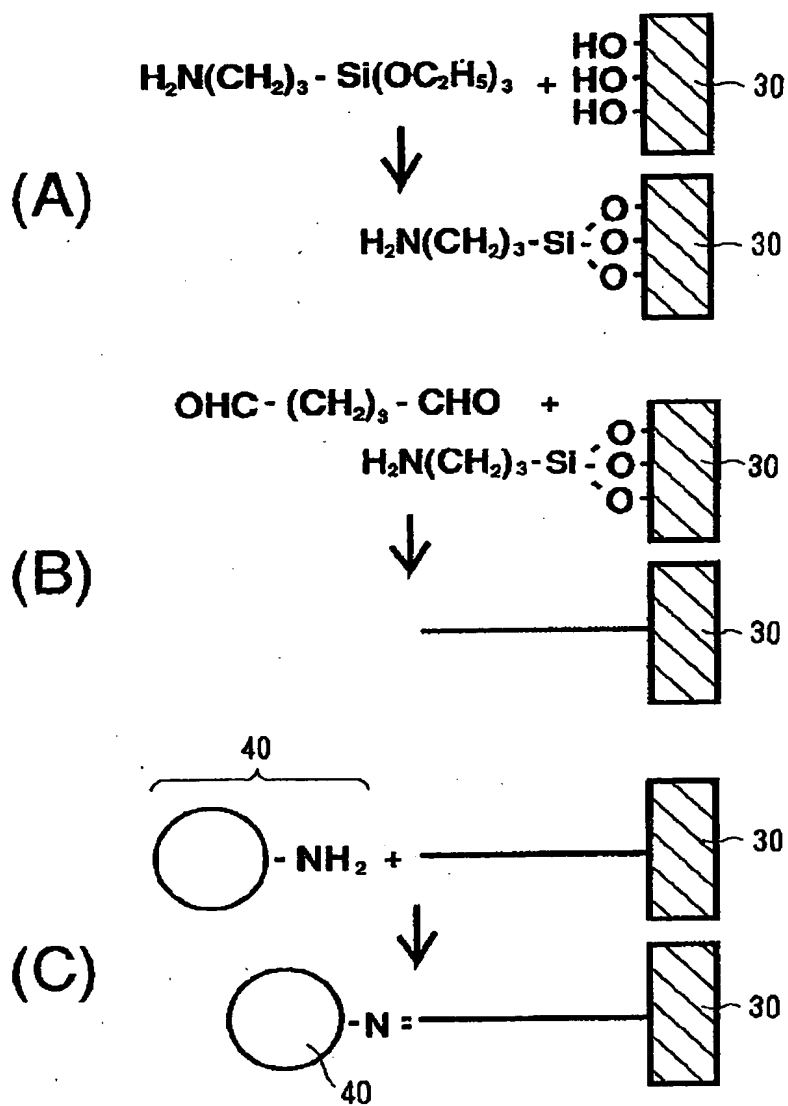 H₂N(CH₂)₃- Si(OC₂H₅)₃ +
HO
HO
HO
30
(A)
H₂N(CH₂)₃-Si
O
O
O
30
OHC-(CH₂)₃-CHO +
H₂N(CH₂)₃-Si
O
O
O
30
(B)
30
40
-NH₂ +
30
(C)
-N=
40
30